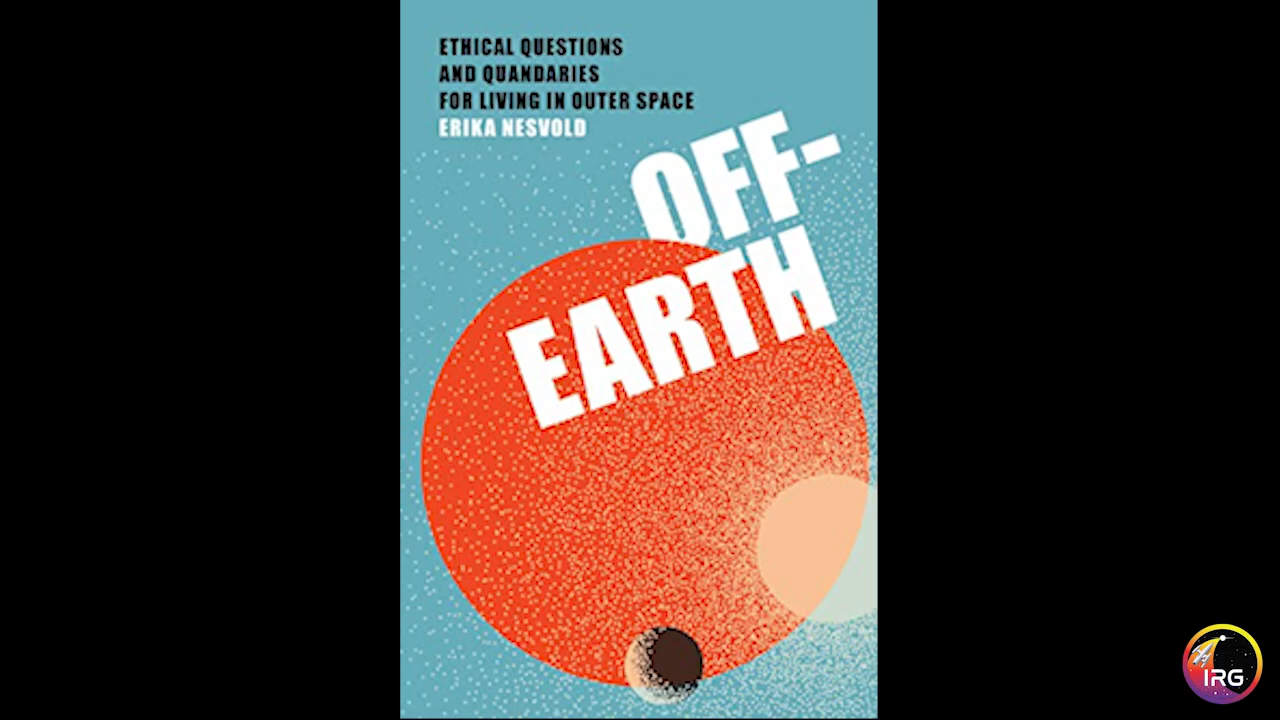 ETHICAL QUESTIONS
AND QUANDARIES
FOR LIVING IN OUTER SPACE
ERIKA NESVOLD
OFF-
EARTH
IRG